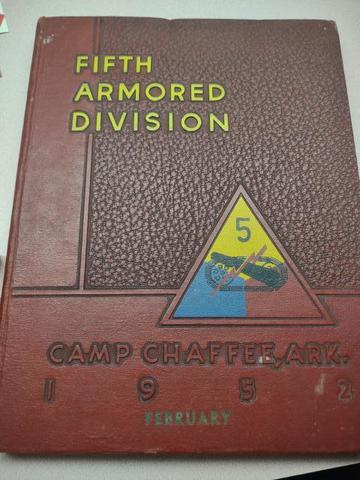 FIFTH
ARMORED
DIVISION
5
CAMP CHAFFEE, ARK.
1952
FEBRUARY